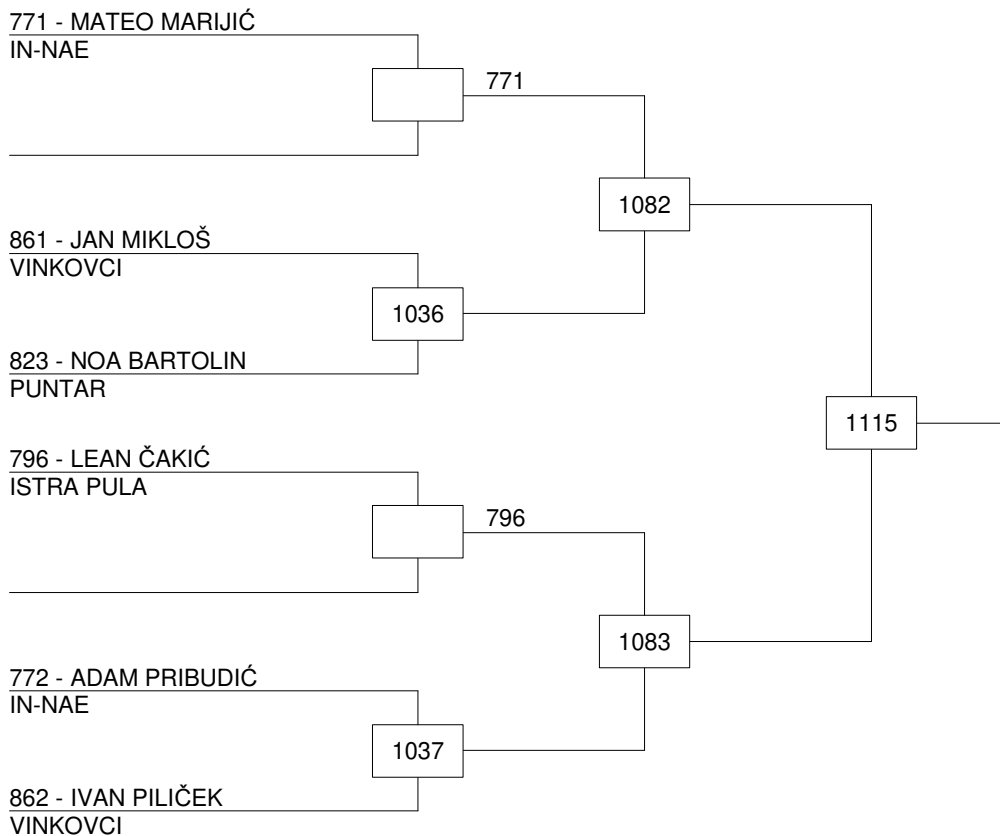 771 - MATEO MARIJIĆ
IN-NAE
771
1082
861 - JAN MIKLOŠ
VINKOVCI
1036
823 - NOA BARTOLIN
PUNTAR
1115
796 - LEAN ČAKIĆ
ISTRA PULA
796
1083
772 - ADAM PRIBUDIĆ
IN-NAE
1037
862 - IVAN PILIČEK
VINKOVCI